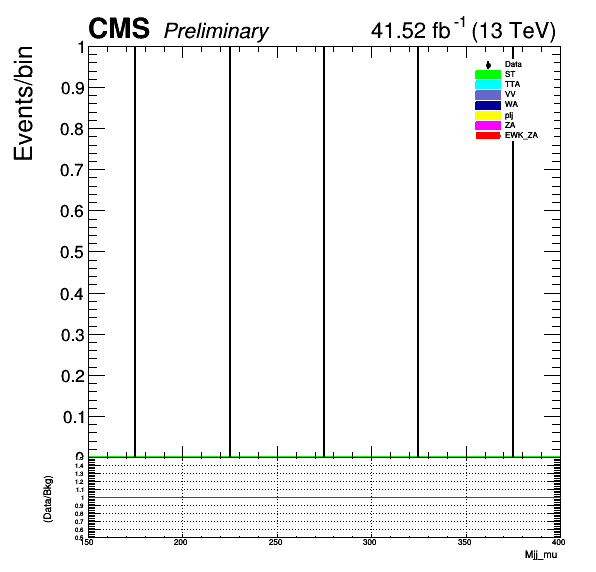 CMS Preliminary 41.52 fb⁻¹ (13 TeV)
Events/bin
1
0.9
0.8
0.7
0.6
0.5
0.4
0.3
0.2
0.1
Data
ST
TTA
VV
WA
plj
ZA
EWK_ZA
(Data/Bkg)
1.4
1.3
1.2
1.1
1
0.9
0.8
0.7
0.6
0.5
150 200 250 300 350 400
Mjj_mu